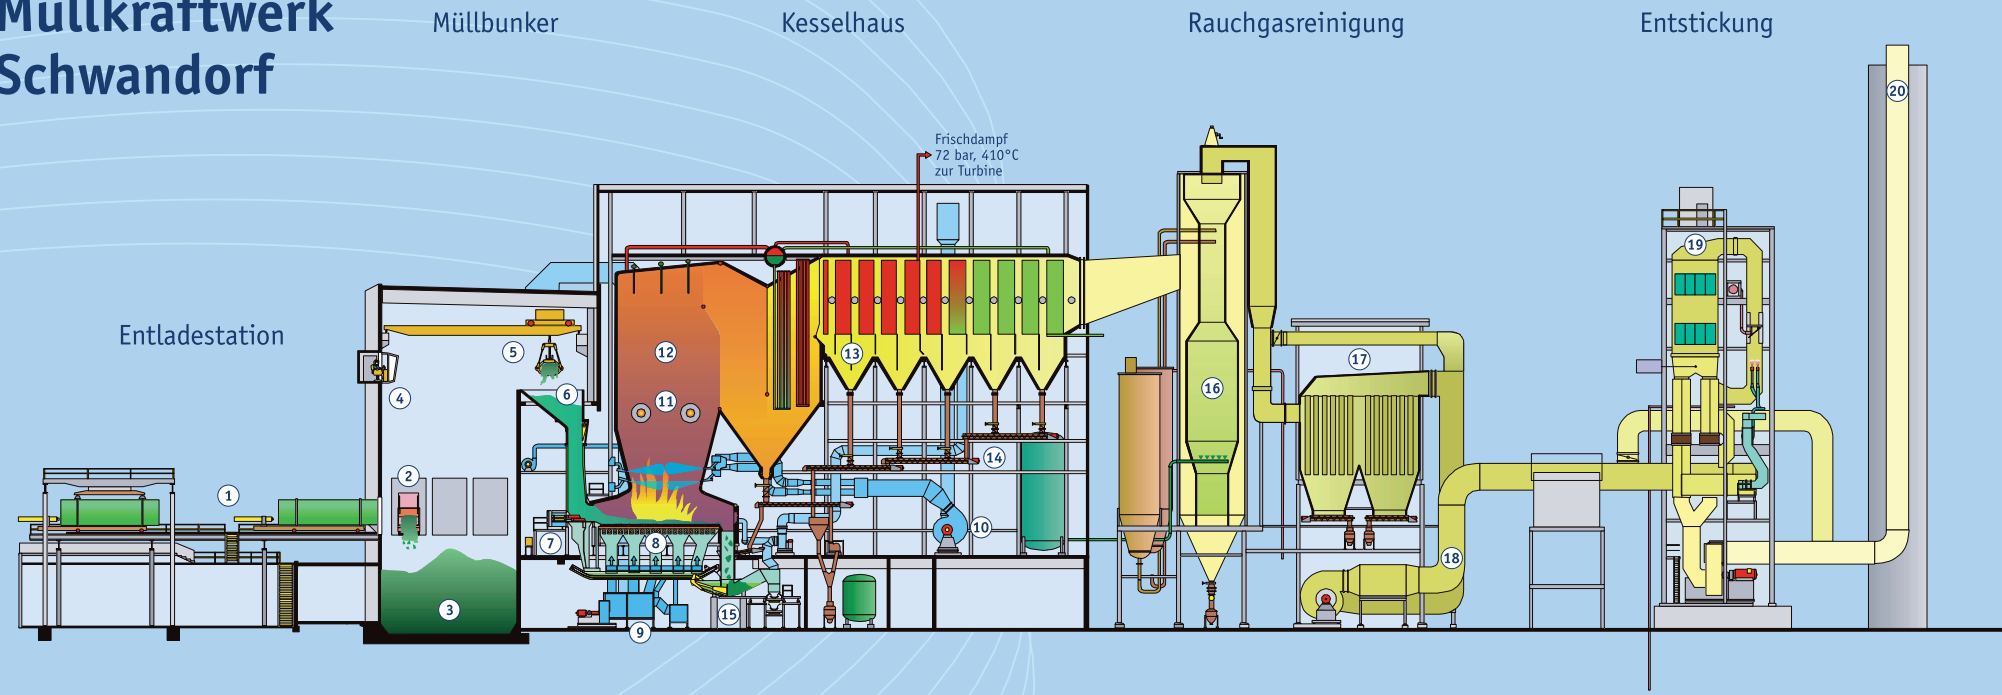 Müllkraftwerk
Schwandorf
Müllbunker
Kesselhaus
Rauchgasreinigung
Entstickung
Entladestation
Frischdampf
72 bar, 410°C
zur Turbine
1
2
3
4
5
6
7
8
9
10
11
12
13
14
15
16
17
18
19
20